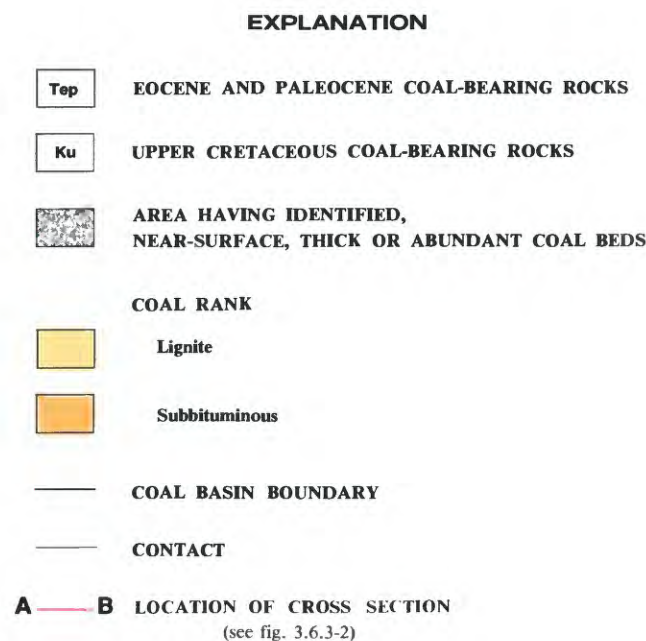 EXPLANATION
Tep EOCENE AND PALEOCENE COAL-BEARING ROCKS
Ku UPPER CRETACEOUS COAL-BEARING ROCKS
AREA HAVING IDENTIFIED,
NEAR-SURFACE, THICK OR ABUNDANT COAL BEDS
COAL RANK
Lignite
Subbituminous
COAL BASIN BOUNDARY
CONTACT
A B LOCATION OF CROSS SECTION
(see fig. 3.6.3-2)